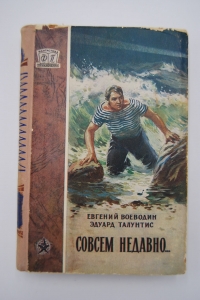 ЕВГЕНИЙ ВОЕВОДИН
ЭДУАРД ТАЛУНТИС
СОВСЕМ НЕДАВНО...